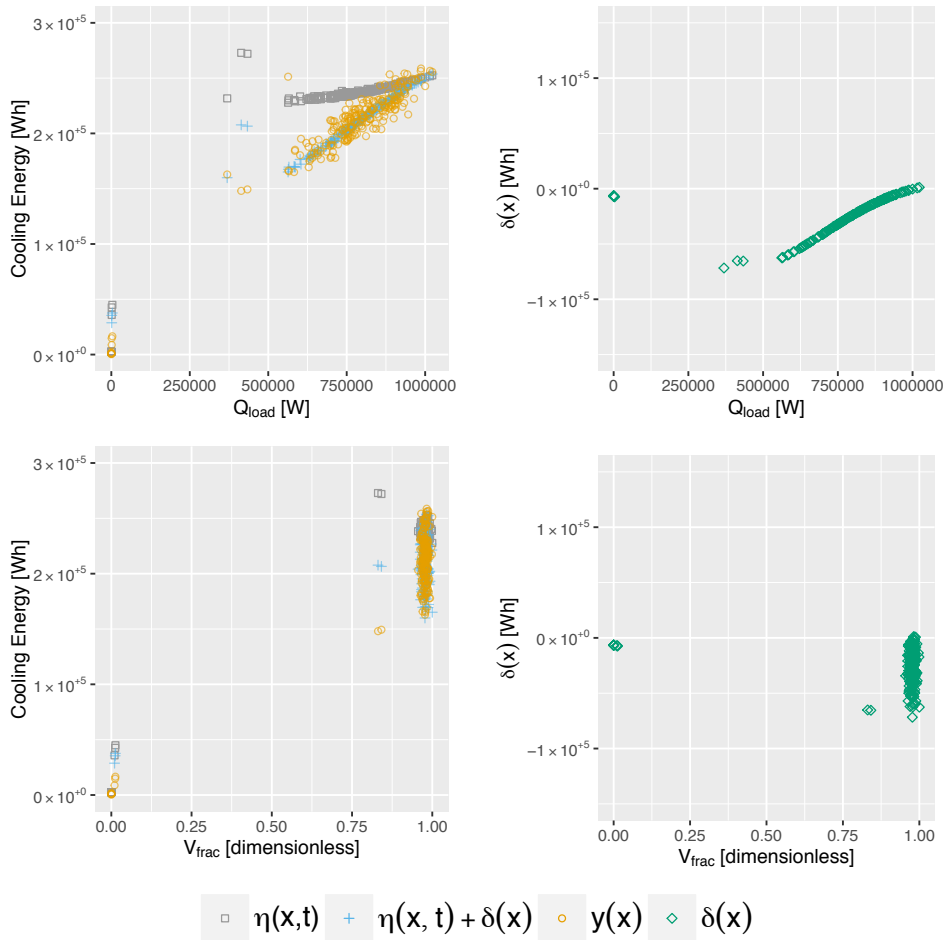 3 × 10⁺⁵
2 × 10⁺⁵
1 × 10⁺⁵
0 × 10⁺⁰
Cooling Energy [Wh]
0 250000 500000 750000 1000000
Q_load [W]
1 × 10⁺⁵
0 × 10⁺⁰
−1 × 10⁺⁵
δ(x) [Wh]
0 250000 500000 750000 1000000
Q_load [W]
3 × 10⁺⁵
2 × 10⁺⁵
1 × 10⁺⁵
0 × 10⁺⁰
Cooling Energy [Wh]
0.00 0.25 0.50 0.75 1.00
V_frac [dimensionless]
1 × 10⁺⁵
0 × 10⁺⁰
−1 × 10⁺⁵
δ(x) [Wh]
0.00 0.25 0.50 0.75 1.00
V_frac [dimensionless]
η(x,t) η(x, t) + δ(x) y(x) δ(x)